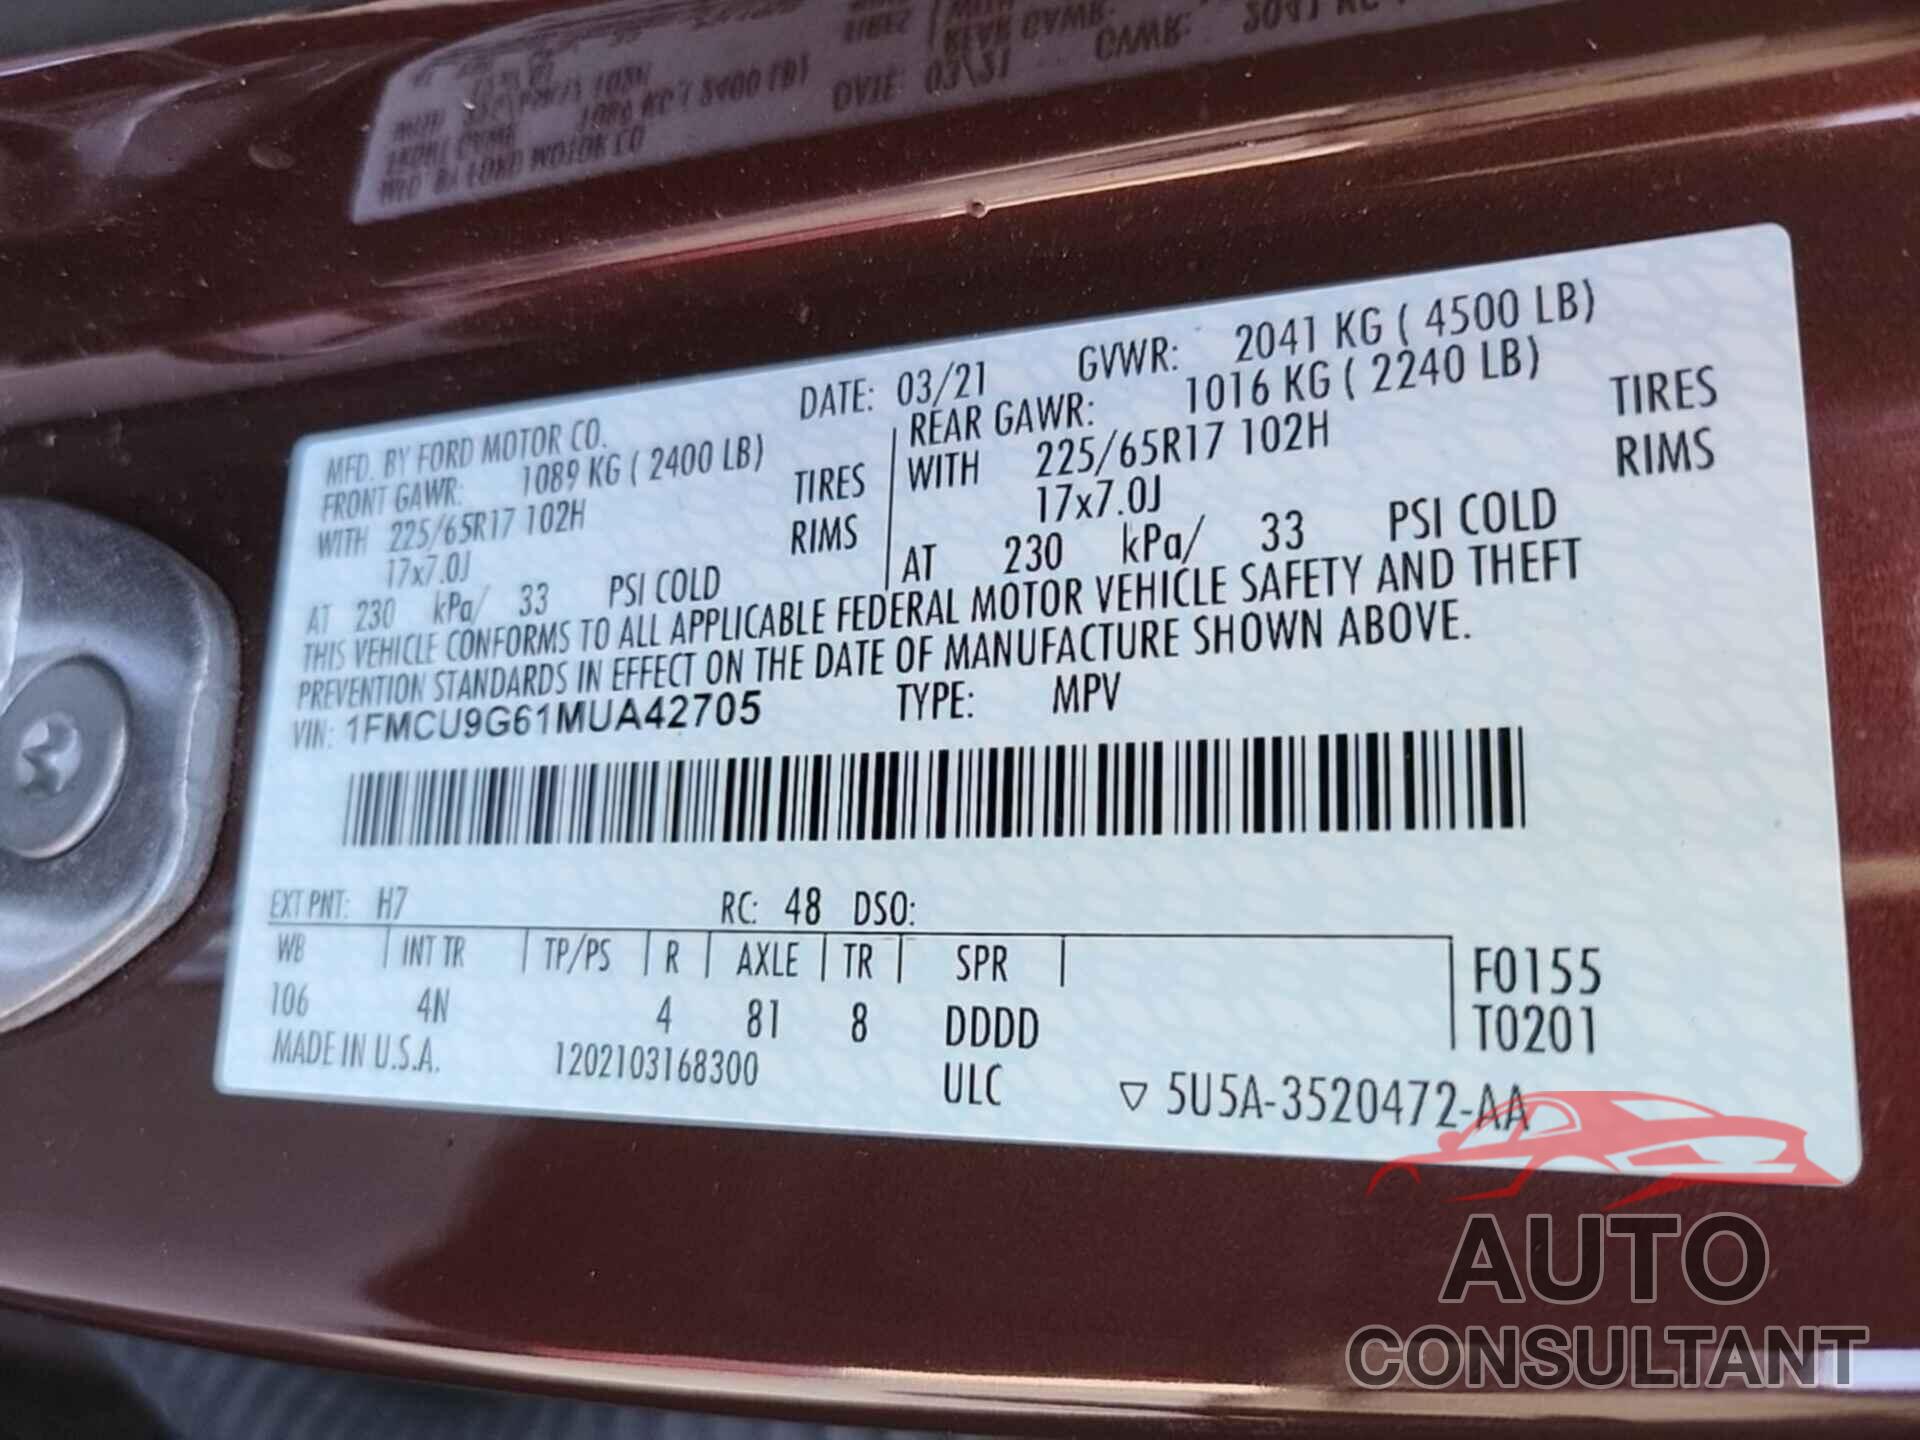 MFD. BY FORD MOTOR CO.
DATE: 03/21 GVWR: 2041 KG ( 4500 LB)
FRONT GAWR: 1089 KG ( 2400 LB)
REAR GAWR: 1016 KG ( 2240 LB)
WITH 225/65R17 102H TIRES
WITH 225/65R17 102H TIRES
17x7.0J RIMS
17x7.0J RIMS
AT 230 kPa/ 33 PSI COLD
AT 230 kPa/ 33 PSI COLD
THIS VEHICLE CONFORMS TO ALL APPLICABLE FEDERAL MOTOR VEHICLE SAFETY AND THEFT
PREVENTION STANDARDS IN EFFECT ON THE DATE OF MANUFACTURE SHOWN ABOVE.
VIN: 1FMCU9G61MUA42705 TYPE: MPV
EXT PNT: H7 RC: 48 DSO:
WB INT TR TP/PS R AXLE TR SPR
F0155
106 4N 4 81 8 DDDD
T0201
MADE IN U.S.A. 1202103168300 ULC ▽ 5U5A-3520472-AA
AUTO
CONSULTANT